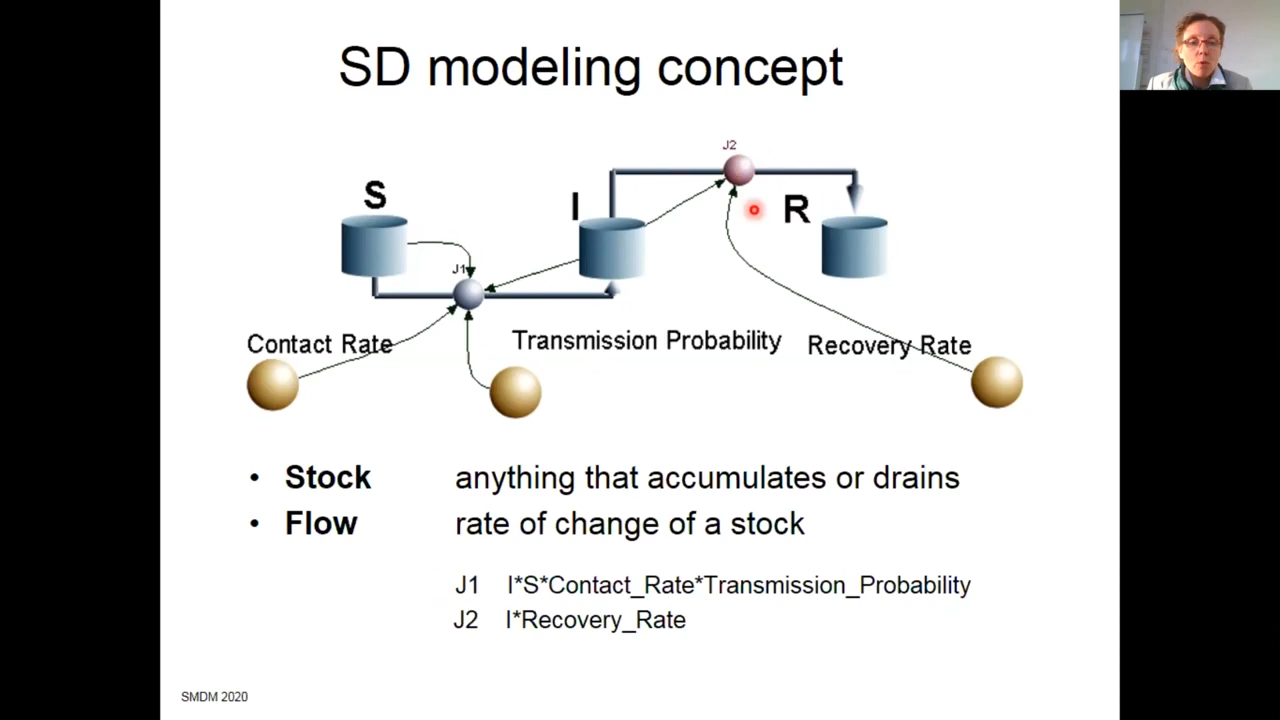 SD modeling concept
J2
S
I
R
J1
Contact Rate
Transmission Probability
Recovery Rate
• Stock anything that accumulates or drains
• Flow rate of change of a stock
J1 I*S*Contact_Rate*Transmission_Probability
J2 I*Recovery_Rate
SMDM 2020